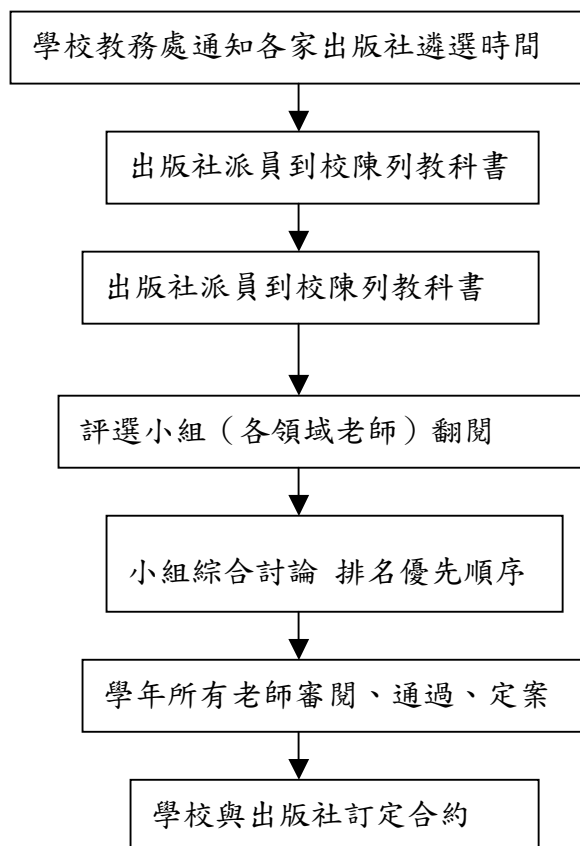 學校教務處通知各家出版社遴選時間
出版社派員到校陳列教科書
出版社派員到校陳列教科書
評選小組（各領域老師）翻閱
小組綜合討論 排名優先順序
學年所有老師審閱、通過、定案
學校與出版社訂定合約